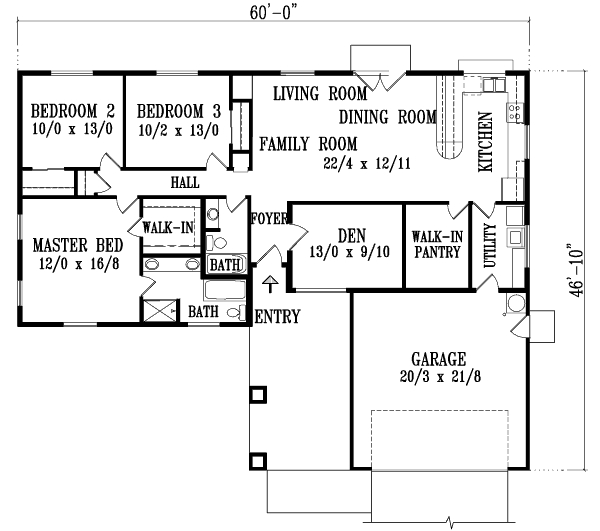 60'-0"
LIVING ROOM
BEDROOM 2
10/0 x 13/0
BEDROOM 3
10/2 x 13/0
DINING ROOM
FAMILY ROOM
22/4 x 12/11
KITCHEN
HALL
FOYER
WALK-IN
MASTER BED
12/0 x 16/8
DEN
13/0 x 9/10
WALK-IN
PANTRY
UTILITY
BATH
46'-10"
BATH
ENTRY
GARAGE
20/3 x 21/8